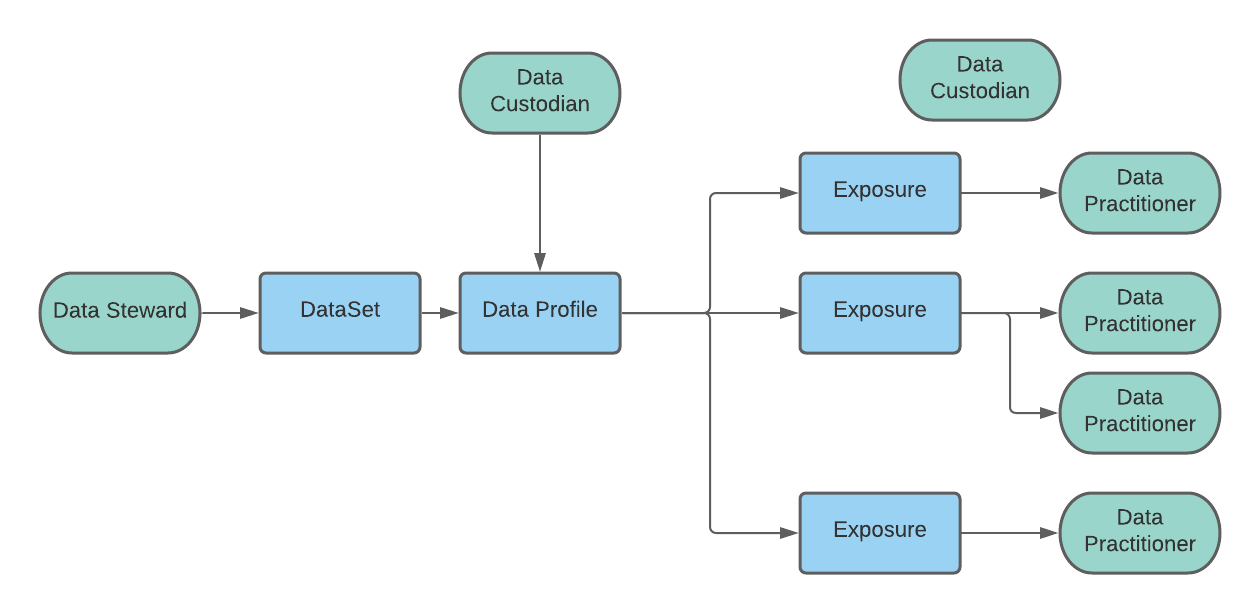 Data
Custodian
Data
Custodian
Exposure
Data
Practitioner
Data Steward
DataSet
Data Profile
Exposure
Data
Practitioner
Data
Practitioner
Exposure
Data
Practitioner